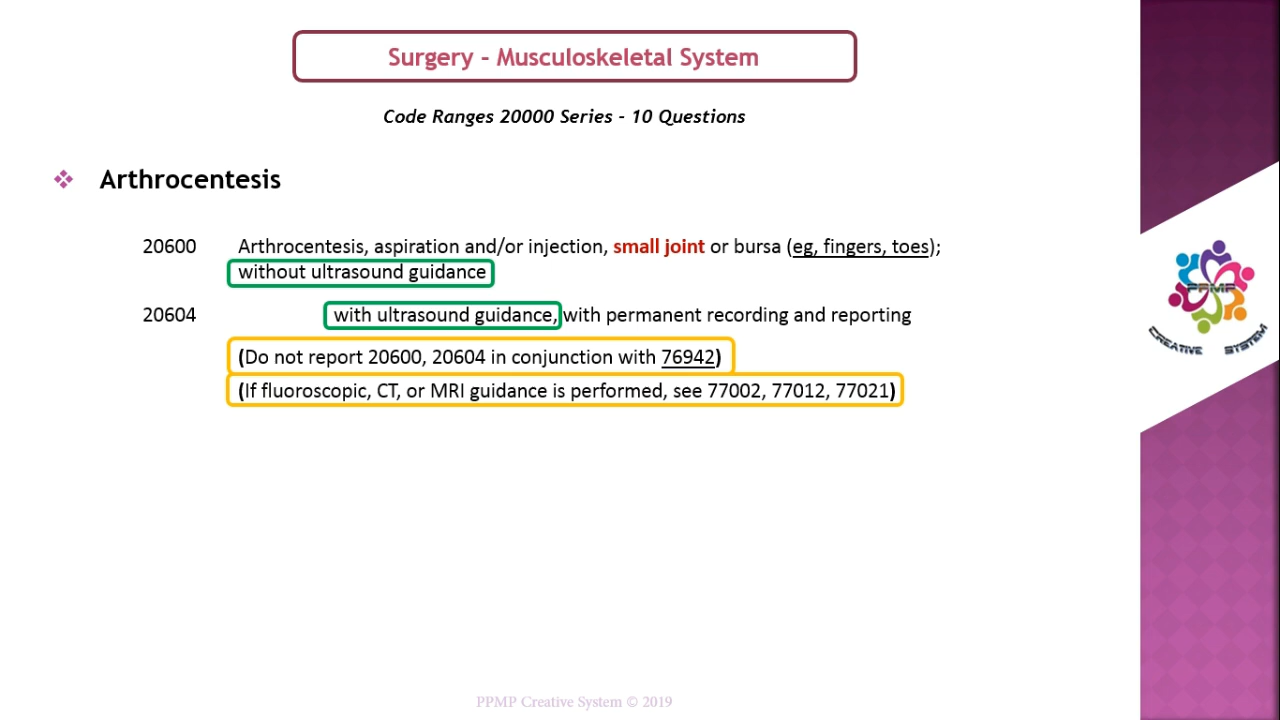 Surgery - Musculoskeletal System
Code Ranges 20000 Series - 10 Questions
Arthrocentesis
20600 Arthrocentesis, aspiration and/or injection, small joint or bursa (eg, fingers, toes);
without ultrasound guidance
20604 with ultrasound guidance, with permanent recording and reporting
(Do not report 20600, 20604 in conjunction with 76942)
(If fluoroscopic, CT, or MRI guidance is performed, see 77002, 77012, 77021)
PPMP
CREATIVE SYSTEM
PPMP Creative System © 2019